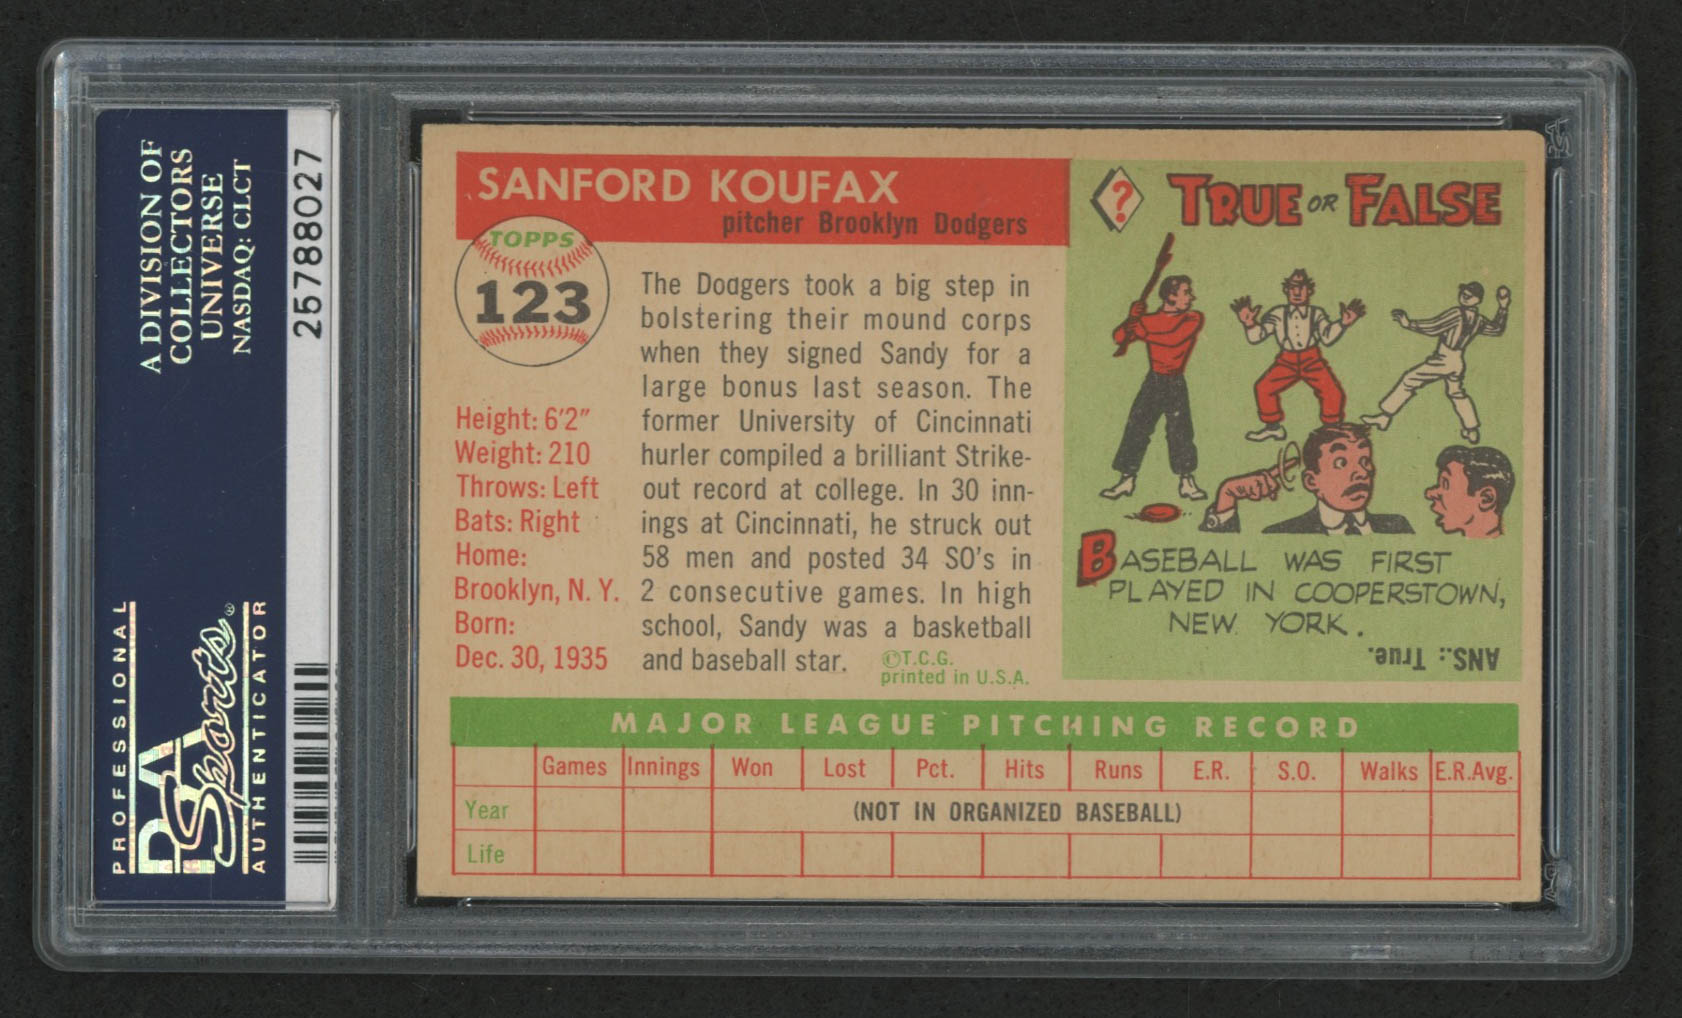 A DIVISION OF
COLLECTORS
UNIVERSE
NASDAQ: CLCT
25788027
PROFESSIONAL
PSA
Sports®
AUTHENTICATOR
SANFORD KOUFAX
pitcher Brooklyn Dodgers
TOPPS
123
Height: 6'2"
Weight: 210
Throws: Left
Bats: Right
Home:
Brooklyn, N. Y.
Born:
Dec. 30, 1935
The Dodgers took a big step in
bolstering their mound corps
when they signed Sandy for a
large bonus last season. The
former University of Cincinnati
hurler compiled a brilliant Strike-
out record at college. In 30 inn-
ings at Cincinnati, he struck out
58 men and posted 34 SO's in
2 consecutive games. In high
school, Sandy was a basketball
and baseball star.
©T.C.G.
printed in U.S.A.
?
TRUE OR FALSE
BASEBALL WAS FIRST
PLAYED IN COOPERSTOWN,
NEW YORK.
ANS.: True.
MAJOR LEAGUE PITCHING RECORD
Games Innings Won Lost Pct. Hits Runs E.R. S.O. Walks E.R.Avg.
Year (NOT IN ORGANIZED BASEBALL)
Life